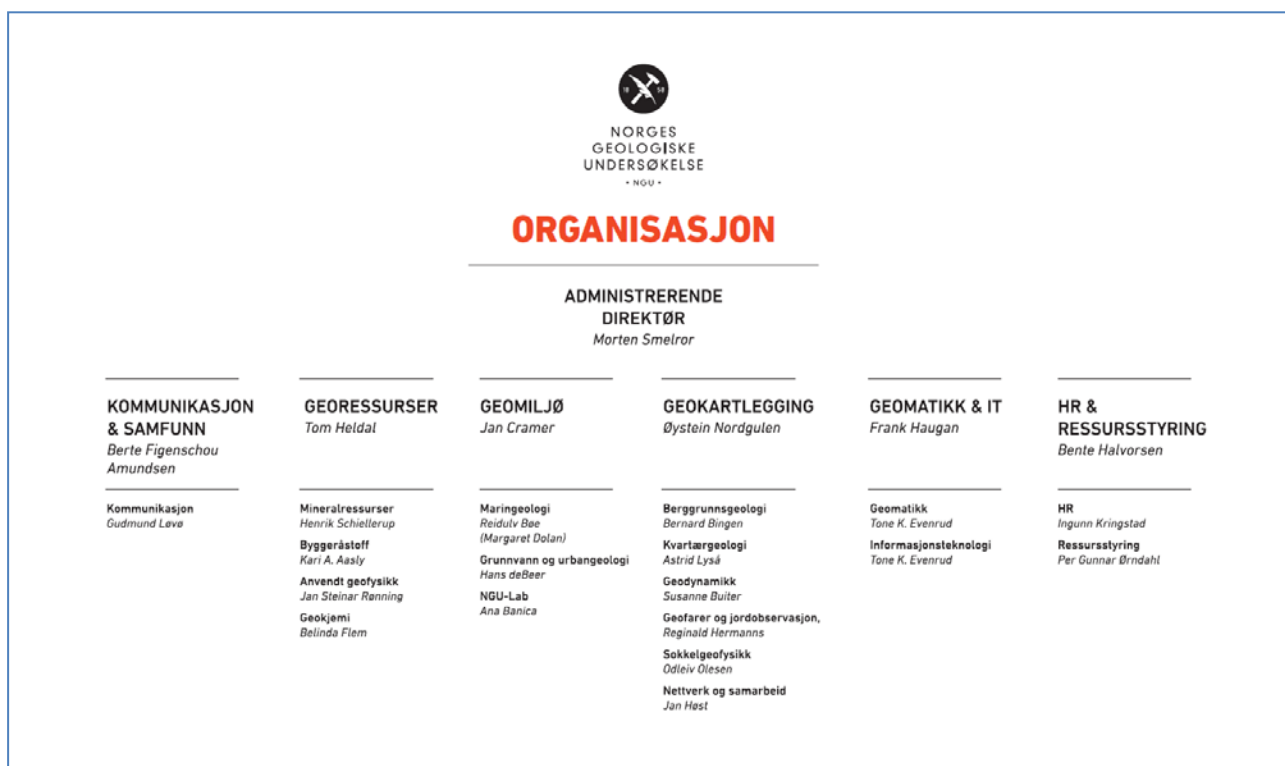 18 58
NORGES
GEOLOGISKE
UNDERSØKELSE
• NGU •
ORGANISASJON
ADMINISTRERENDE
DIREKTØR
Morten Smelror
KOMMUNIKASJON
& SAMFUNN
Berte Figenschou
Amundsen
Kommunikasjon
Gudmund Løvø
GEORESSURSER
Tom Heldal
Mineralressurser
Henrik Schiellerup
Byggeråstoff
Kari A. Aasly
Anvendt geofysikk
Jan Steinar Rønning
Geokjemi
Belinda Flem
GEOMILJØ
Jan Cramer
Maringeologi
Reidulv Bøe
(Margaret Dolan)
Grunnvann og urbangeologi
Hans deBeer
NGU-Lab
Ana Banica
GEOKARTLEGGING
Øystein Nordgulen
Berggrunnsgeologi
Bernard Bingen
Kvartærgeologi
Astrid Lyså
Geodynamikk
Susanne Buiter
Geofarer og jordobservasjon,
Reginald Hermanns
Sokkelgeofysikk
Odleiv Olesen
Nettverk og samarbeid
Jan Høst
GEOMATIKK & IT
Frank Haugan
Geomatikk
Tone K. Evenrud
Informasjonsteknologi
Tone K. Evenrud
HR &
RESSURSSTYRING
Bente Halvorsen
HR
Ingunn Kringstad
Ressursstyring
Per Gunnar Ørndahl